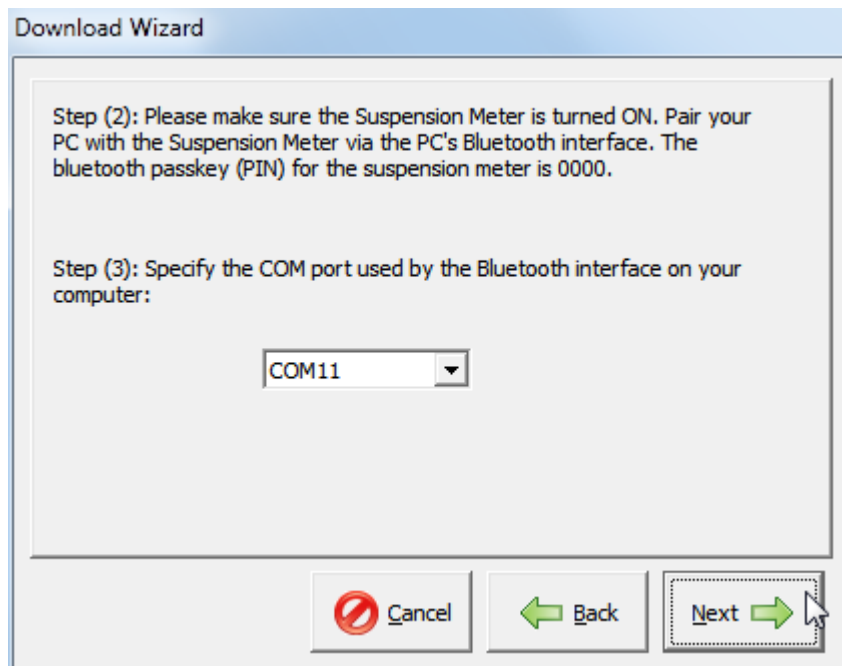 Download Wizard
Step (2): Please make sure the Suspension Meter is turned ON. Pair your
PC with the Suspension Meter via the PC's Bluetooth interface. The
bluetooth passkey (PIN) for the suspension meter is 0000.
Step (3): Specify the COM port used by the Bluetooth interface on your
computer:
COM11
Cancel
Back
Next